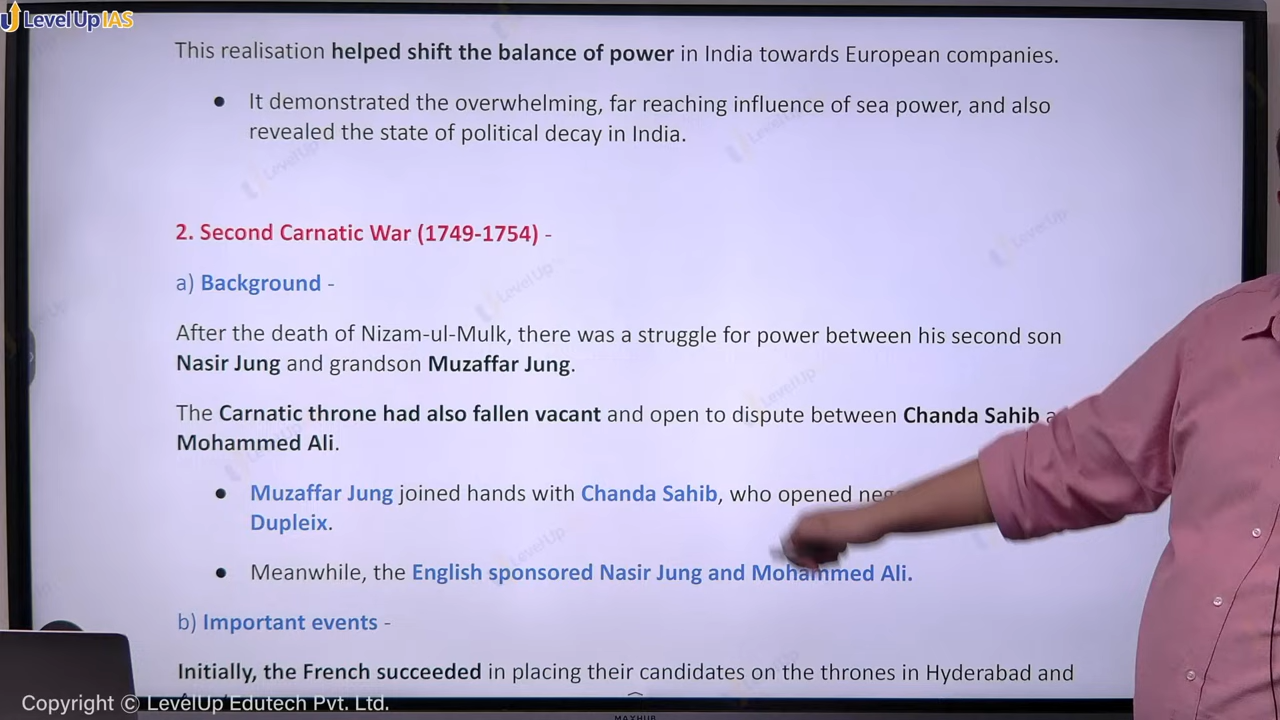 LevelUp IAS
This realisation helped shift the balance of power in India towards European companies.
● It demonstrated the overwhelming, far reaching influence of sea power, and also
revealed the state of political decay in India.
2. Second Carnatic War (1749-1754) -
a) Background -
After the death of Nizam-ul-Mulk, there was a struggle for power between his second son
Nasir Jung and grandson Muzaffar Jung.
The Carnatic throne had also fallen vacant and open to dispute between Chanda Sahib
Mohammed Ali.
● Muzaffar Jung joined hands with Chanda Sahib, who opened
Dupleix.
● Meanwhile, the English sponsored Nasir Jung and Mohammed Ali.
b) Important events -
Initially, the French succeeded in placing their candidates on the thrones in Hyderabad and
Copyright © LevelUp Edutech Pvt. Ltd.
MAXHUB